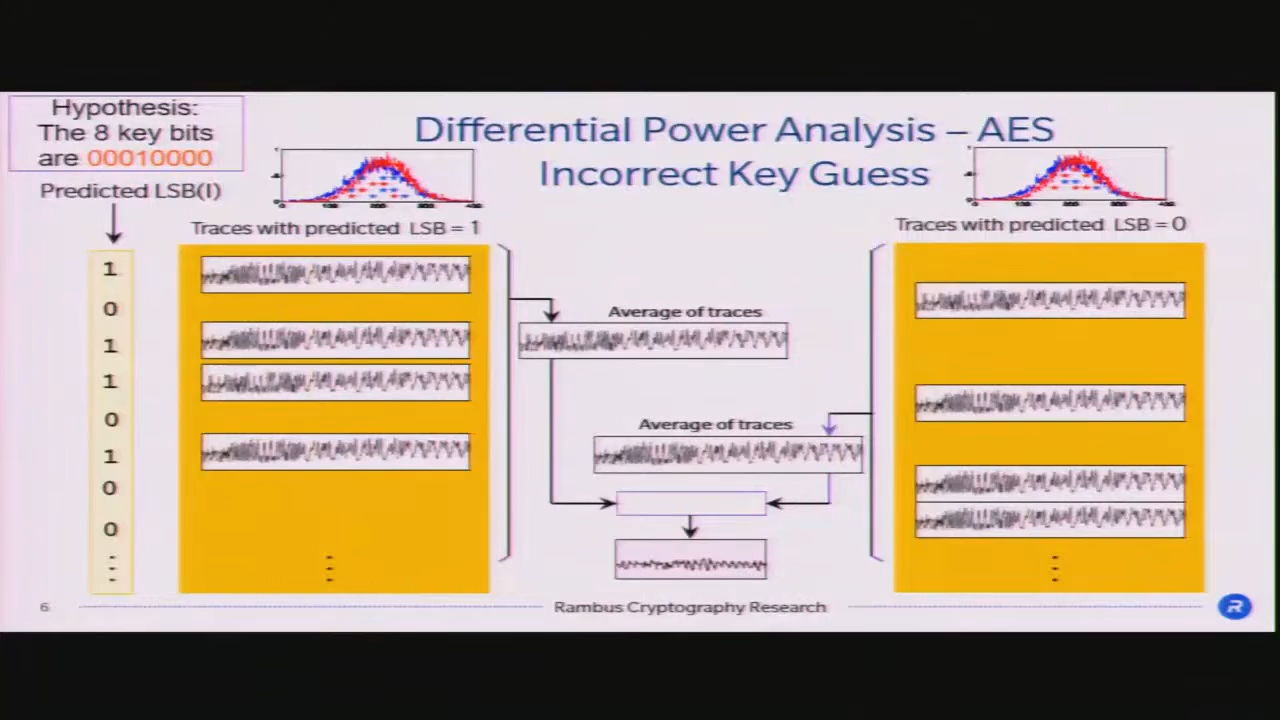 Hypothesis:
The 8 key bits
are 00010000
Differential Power Analysis – AES
Incorrect Key Guess
Predicted LSB(I)
Traces with predicted LSB = 1
Traces with predicted LSB = 0
1
0
1
1
0
1
0
0
Average of traces
Average of traces
6
Rambus Cryptography Research
R